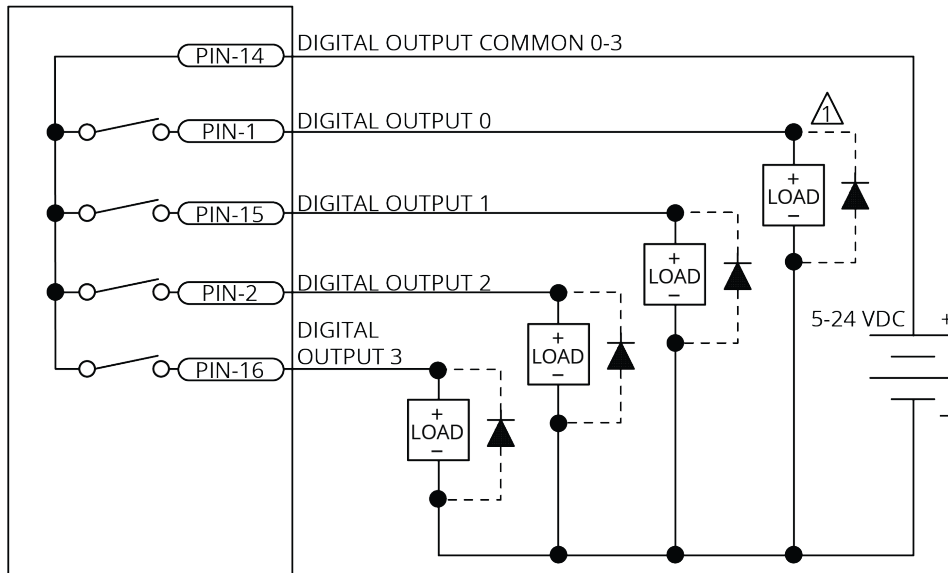 PIN-14 DIGITAL OUTPUT COMMON 0-3
PIN-1 DIGITAL OUTPUT 0
1
+
LOAD
−
PIN-15 DIGITAL OUTPUT 1
+
LOAD
−
PIN-2 DIGITAL OUTPUT 2
+
LOAD
−
5-24 VDC +
−
DIGITAL
OUTPUT 3
PIN-16
+
LOAD
−